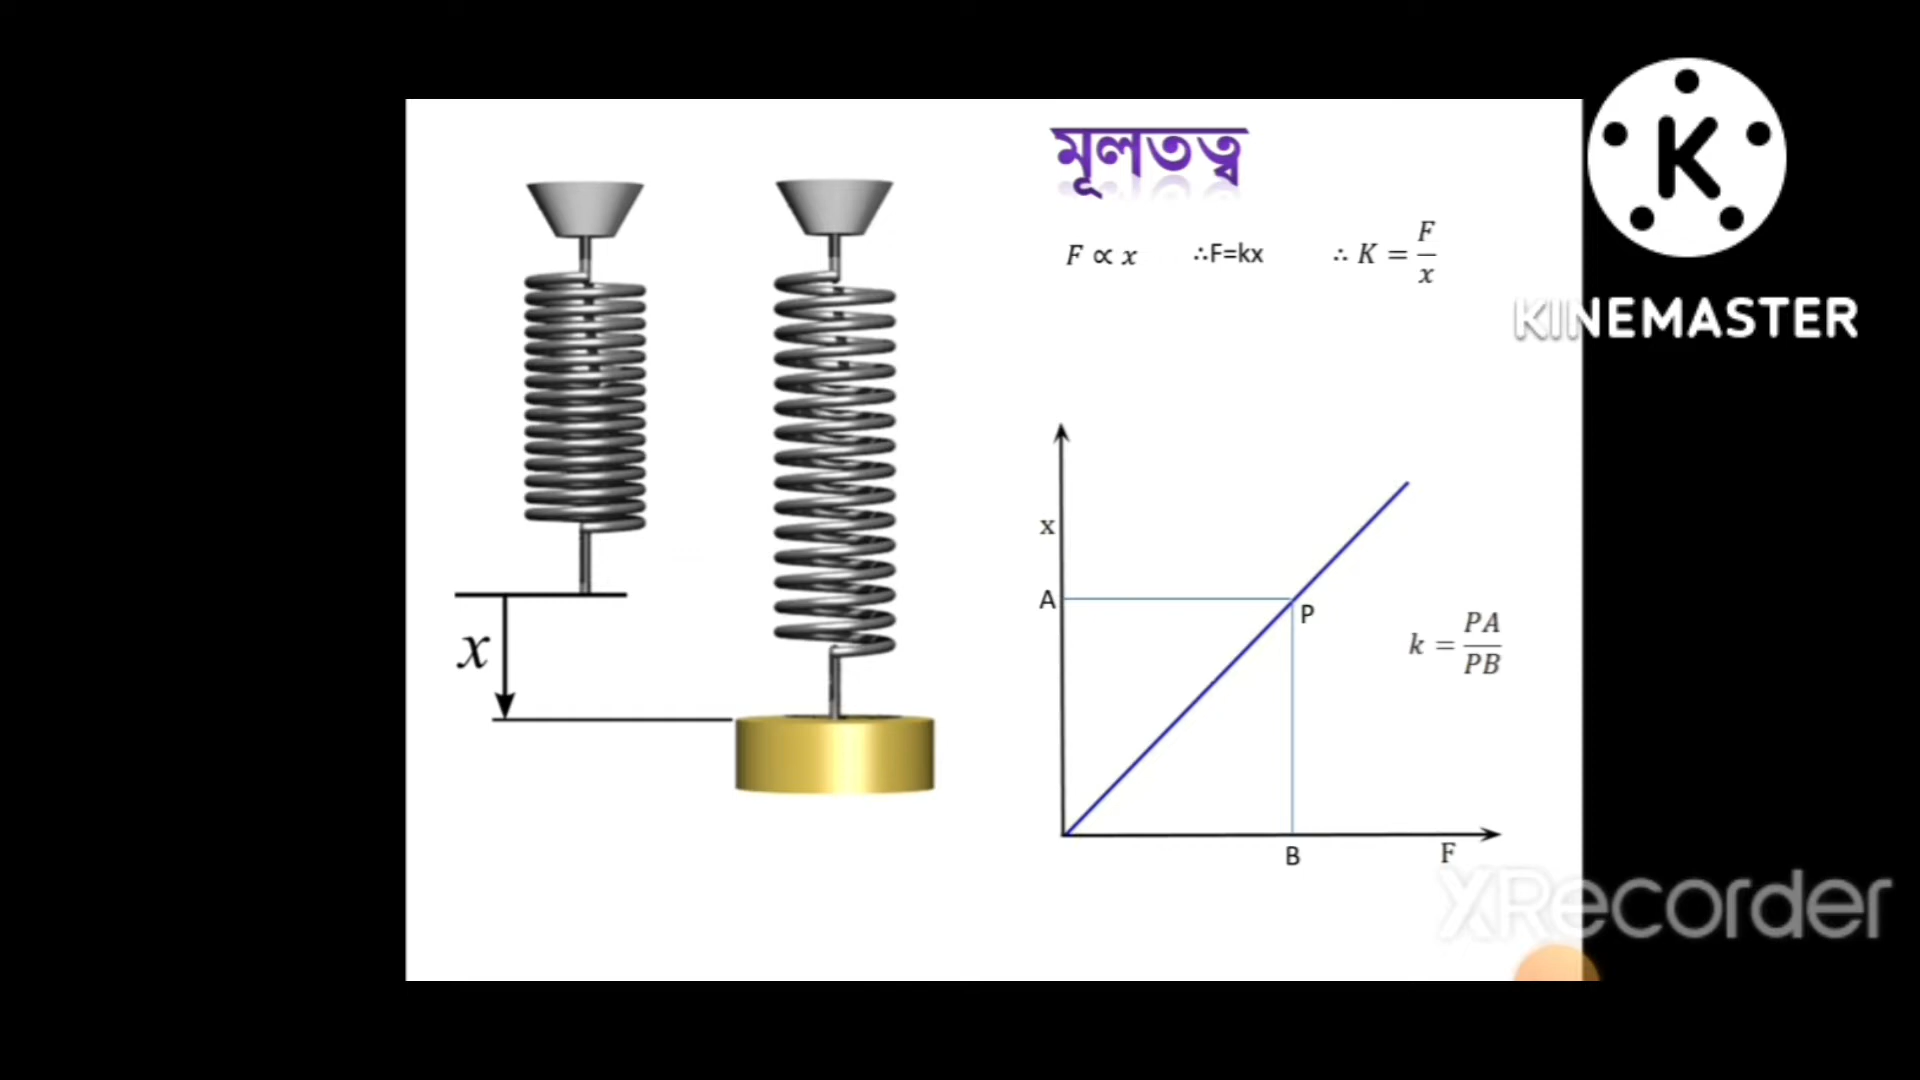 মূলতত্ব
F ∝ x ∴F=kx ∴ K = F/x
x
x
A
P
k = PA/PB
B
F
K
KINEMASTER
XRecorder